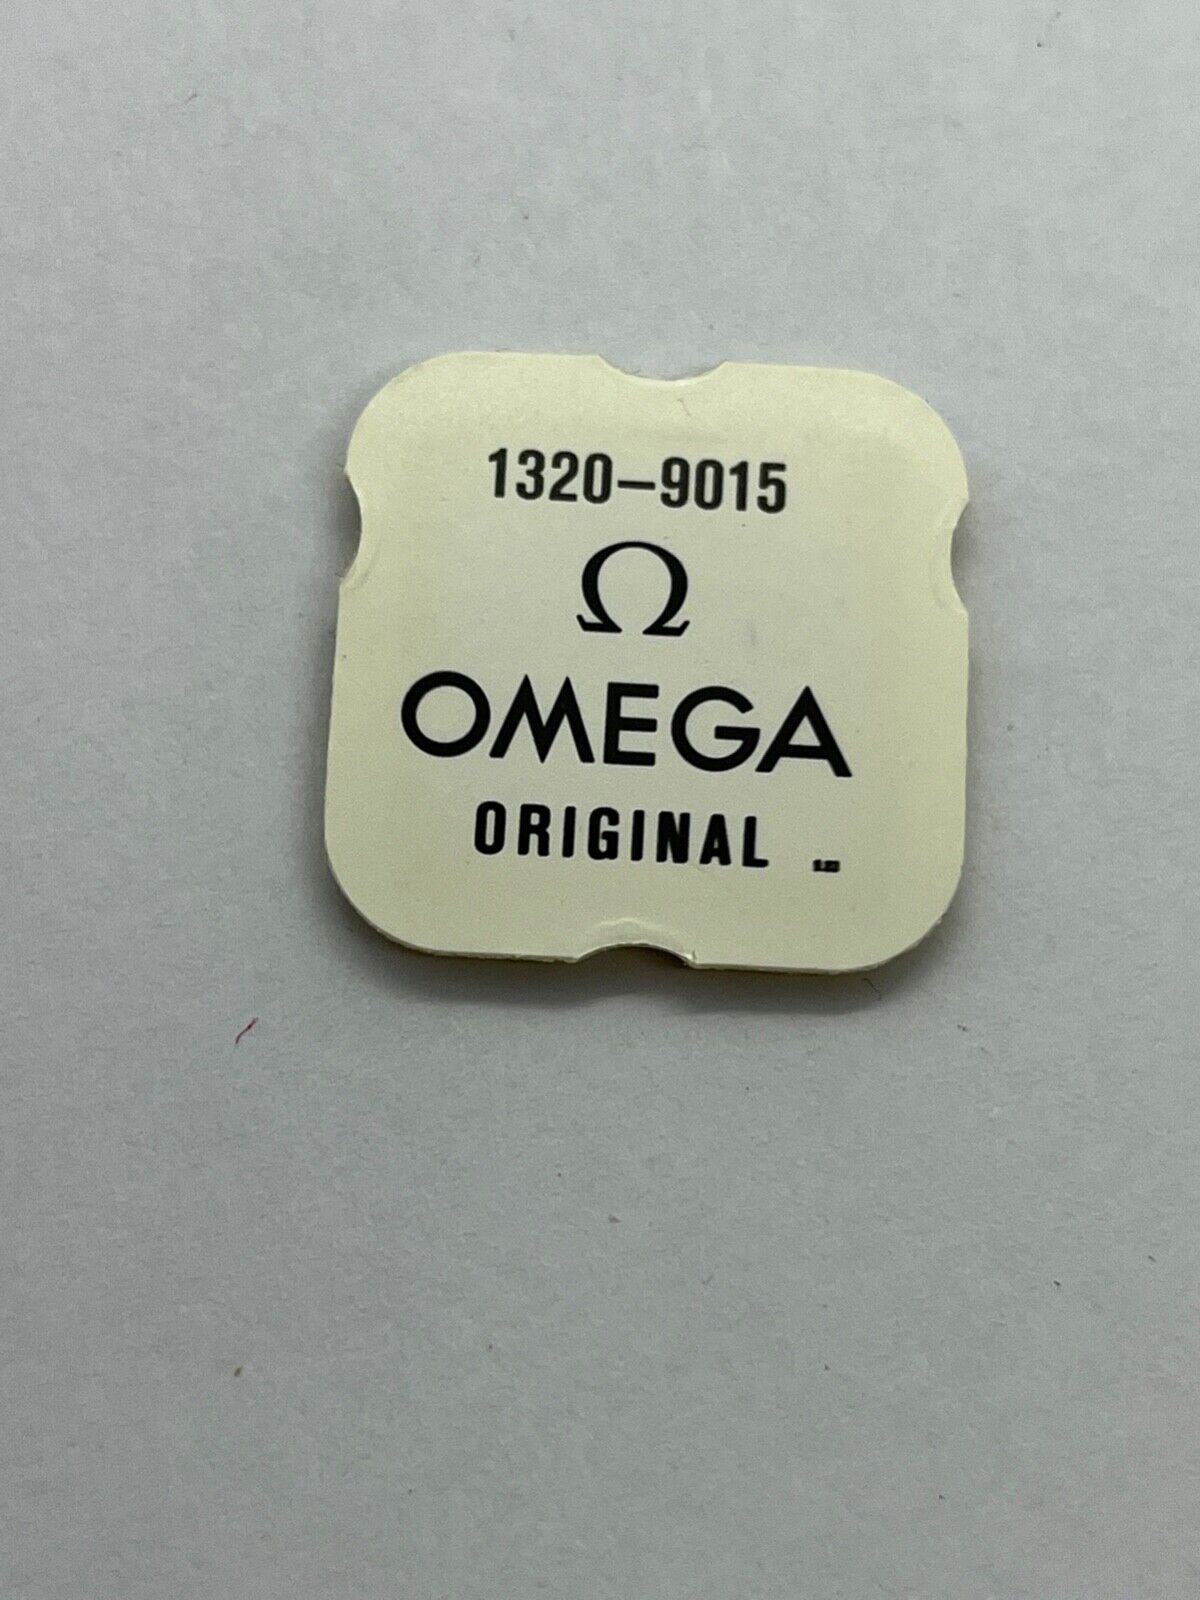 1320–9015
Ω
OMEGA
ORIGINAL